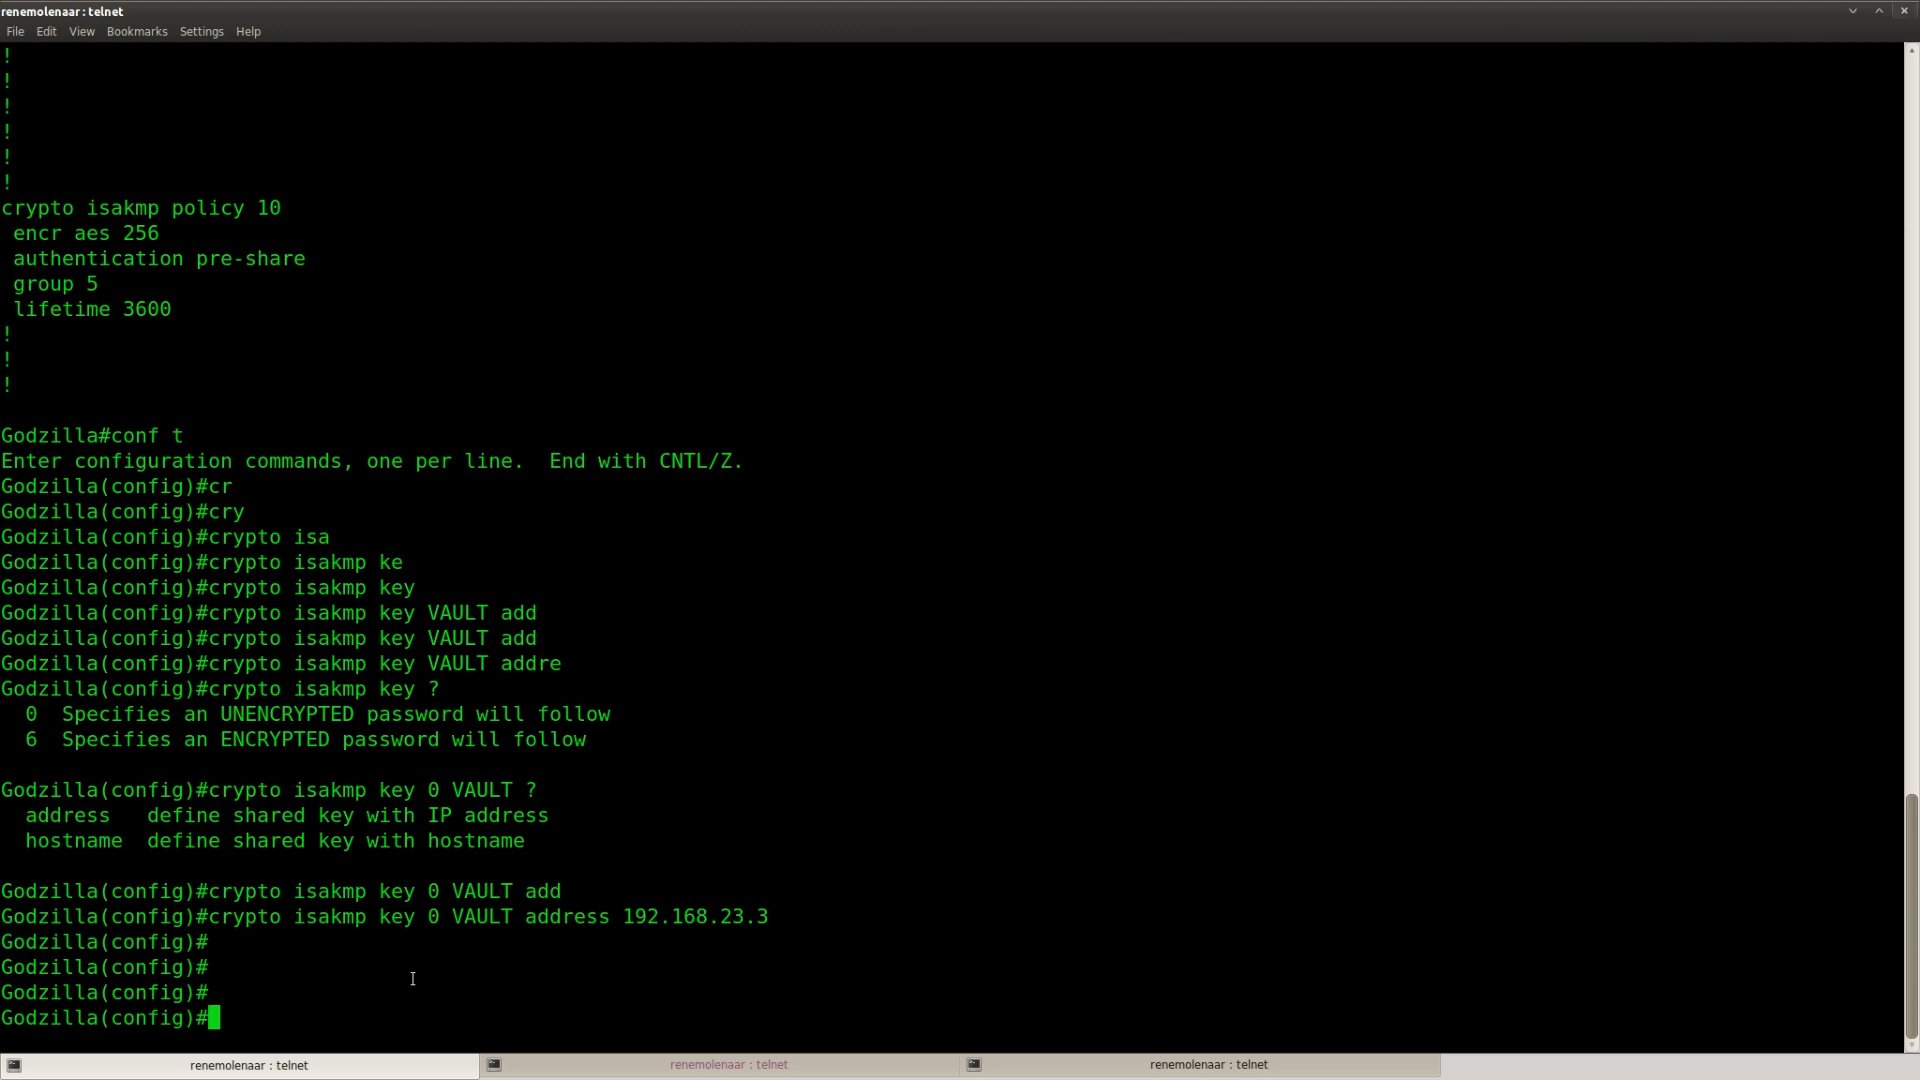 renemolenaar:telnet
File Edit View Bookmarks Settings Help
!
!
!
!
!
!
crypto isakmp policy 10
 encr aes 256
 authentication pre-share
 group 5
 lifetime 3600
!
!
!
Godzilla#conf t
Enter configuration commands, one per line.  End with CNTL/Z.
Godzilla(config)#cr
Godzilla(config)#cry
Godzilla(config)#crypto isa
Godzilla(config)#crypto isakmp ke
Godzilla(config)#crypto isakmp key
Godzilla(config)#crypto isakmp key VAULT add
Godzilla(config)#crypto isakmp key VAULT add
Godzilla(config)#crypto isakmp key VAULT addre
Godzilla(config)#crypto isakmp key ?
  0  Specifies an UNENCRYPTED password will follow
  6  Specifies an ENCRYPTED password will follow
Godzilla(config)#crypto isakmp key 0 VAULT ?
  address   define shared key with IP address
  hostname  define shared key with hostname
Godzilla(config)#crypto isakmp key 0 VAULT add
Godzilla(config)#crypto isakmp key 0 VAULT address 192.168.23.3
Godzilla(config)#
Godzilla(config)#
Godzilla(config)#
Godzilla(config)#
renemolenaar : telnet renemolenaar : telnet renemolenaar : telnet